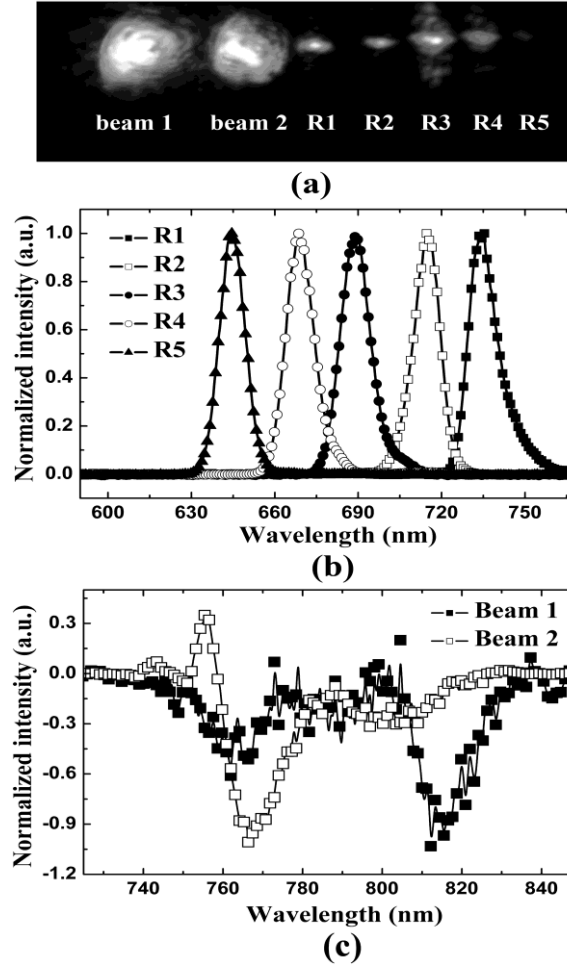 beam 1 beam 2 R1 R2 R3 R4 R5
(a)
1.0
0.8
0.6
0.4
0.2
0.0
Normalized intensity (a.u.)
R1
R2
R3
R4
R5
600 630 660 690 720 750
Wavelength (nm)
(b)
0.3
0.0
-0.3
-0.6
-0.9
-1.2
Normalized intensity (a.u.)
Beam 1
Beam 2
740 760 780 800 820 840
Wavelength (nm)
(c)